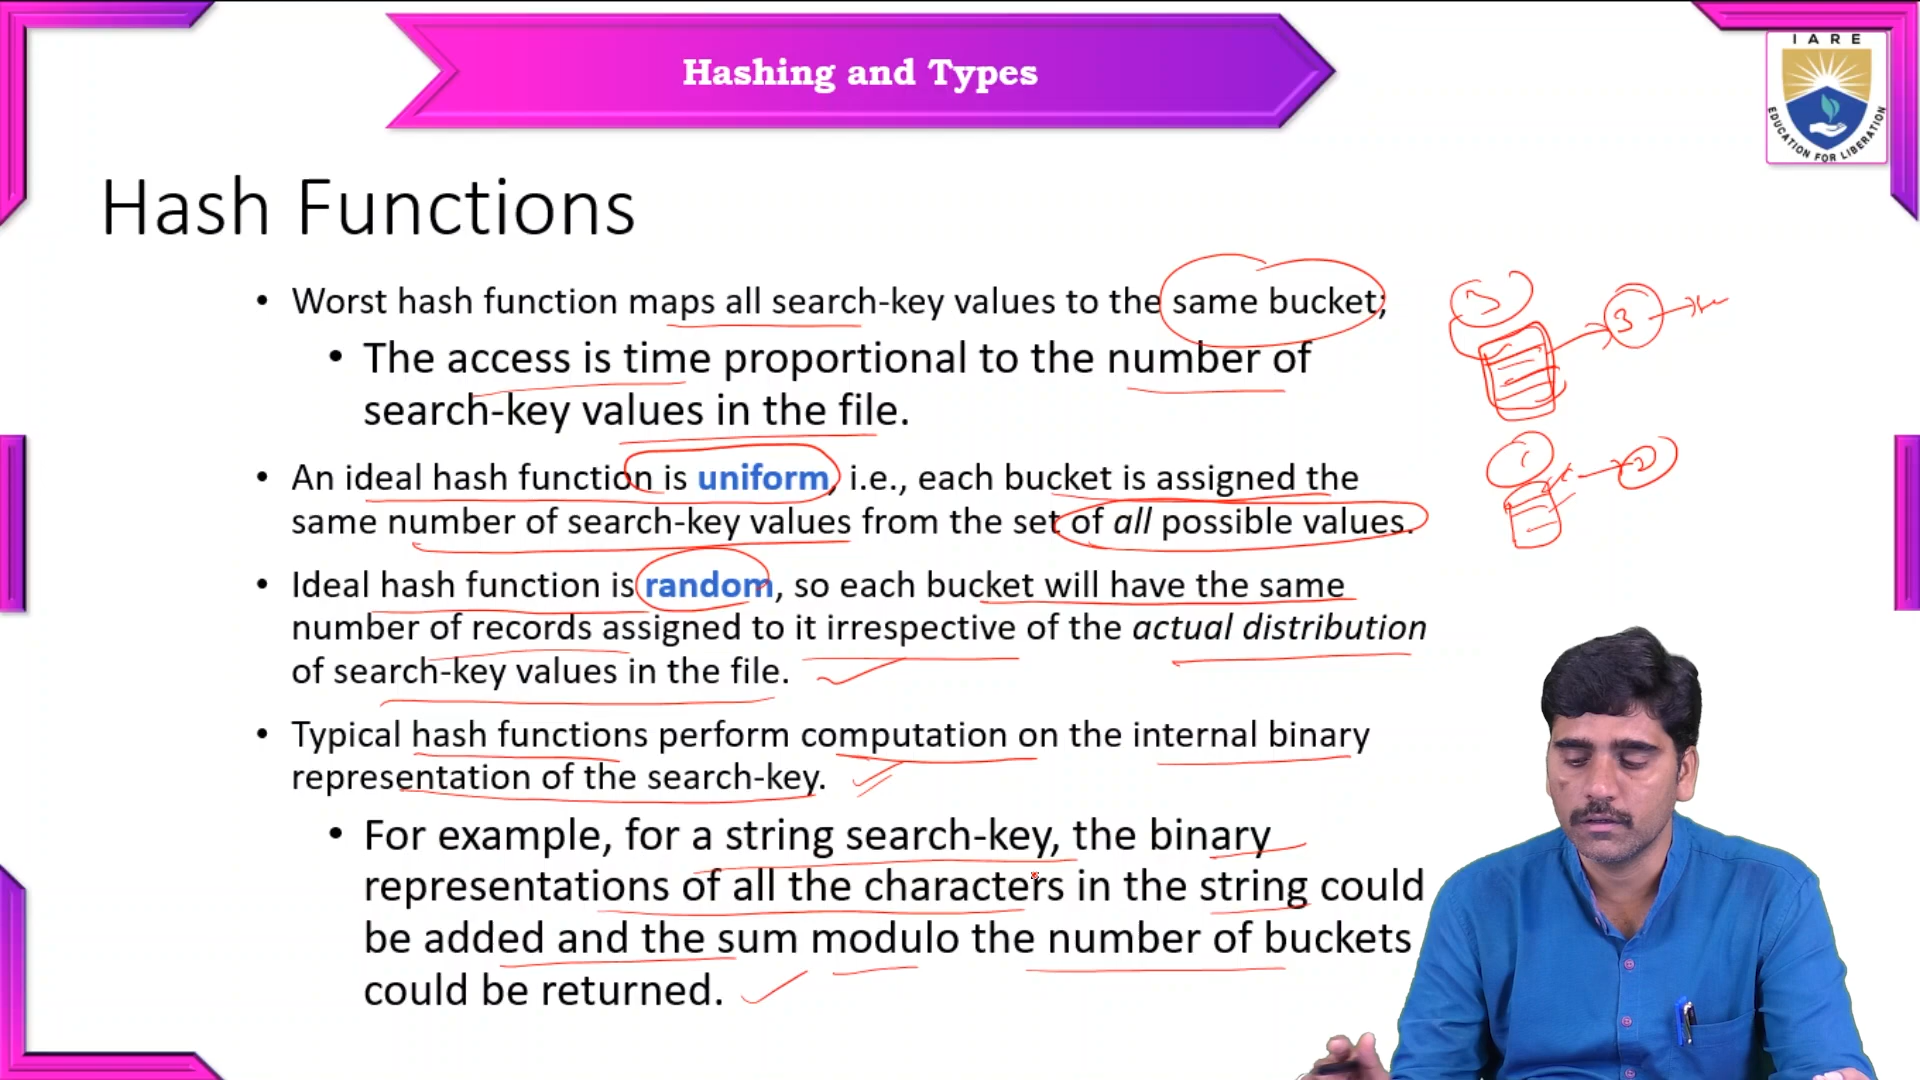 Hashing and Types
IARE
EDUCATION FOR LIBERATION
Hash Functions
• Worst hash function maps all search-key values to the same bucket;
• The access is time proportional to the number of
search-key values in the file.
• An ideal hash function is uniform, i.e., each bucket is assigned the
same number of search-key values from the set of all possible values.
• Ideal hash function is random, so each bucket will have the same
number of records assigned to it irrespective of the actual distribution
of search-key values in the file.
• Typical hash functions perform computation on the internal binary
representation of the search-key.
• For example, for a string search-key, the binary
representations of all the characters in the string could
be added and the sum modulo the number of buckets
could be returned.
3
1
2